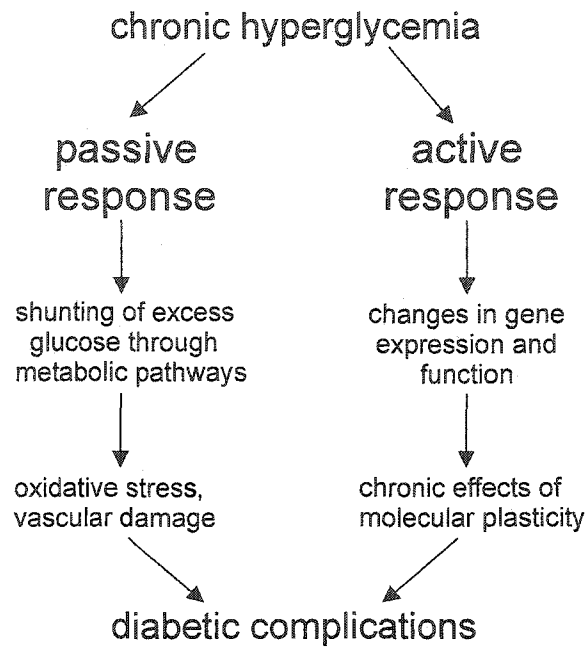 chronic hyperglycemia
passive
response
active
response
shunting of excess
glucose through
metabolic pathways
changes in gene
expression and
function
oxidative stress,
vascular damage
chronic effects of
molecular plasticity
diabetic complications